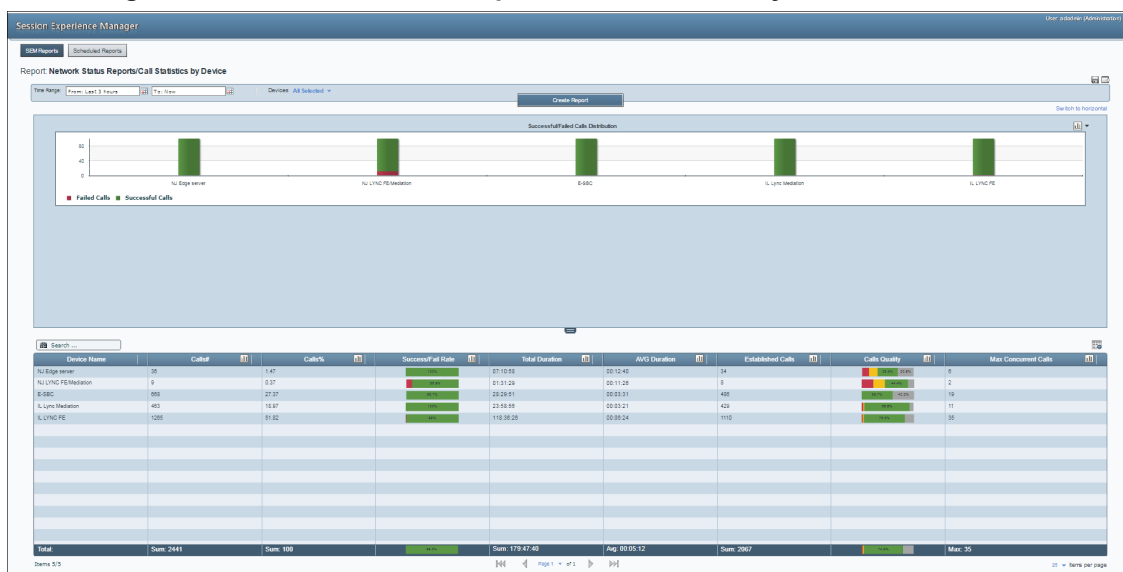 User: adadmin (Administrator)
Session Experience Manager
SEM Reports Scheduled Reports
Report: Network Status Reports/Call Statistics by Device
Time Range: From: Last 3 hours To: Now Devices: All Selected
Create Report
Switch to horizontal
Successful/Failed Calls Distribution
80
40
0
NJ Edge server NJ LYNC FE/Mediation E-SBC IL Lync Mediation IL LYNC FE
Failed Calls Successful Calls
Search ...
Device Name Calls# Calls% Success/Fail Rate Total Duration AVG Duration Established Calls Calls Quality Max Concurrent Calls
NJ Edge server 36 1.47 100% 07:10:59 00:12:40 34 6
NJ LYNC FE/Mediation 9 0.37 01:31:29 00:11:26 8 2
E-SBC 27.37 28:29:51 00:03:31 486 19
IL Lync Mediation 463 18.97 100% 23:58:56 00:03:21 429 11
IL LYNC FE 1265 51.82 118:36:26 00:06:24 1110 35
Total: Sum: 2441 Sum: 100 Sum: 179:47:40 Avg: 00:05:12 Sum: 2067 Max: 35
Items 5/5 Page 1 of 1 25 items per page